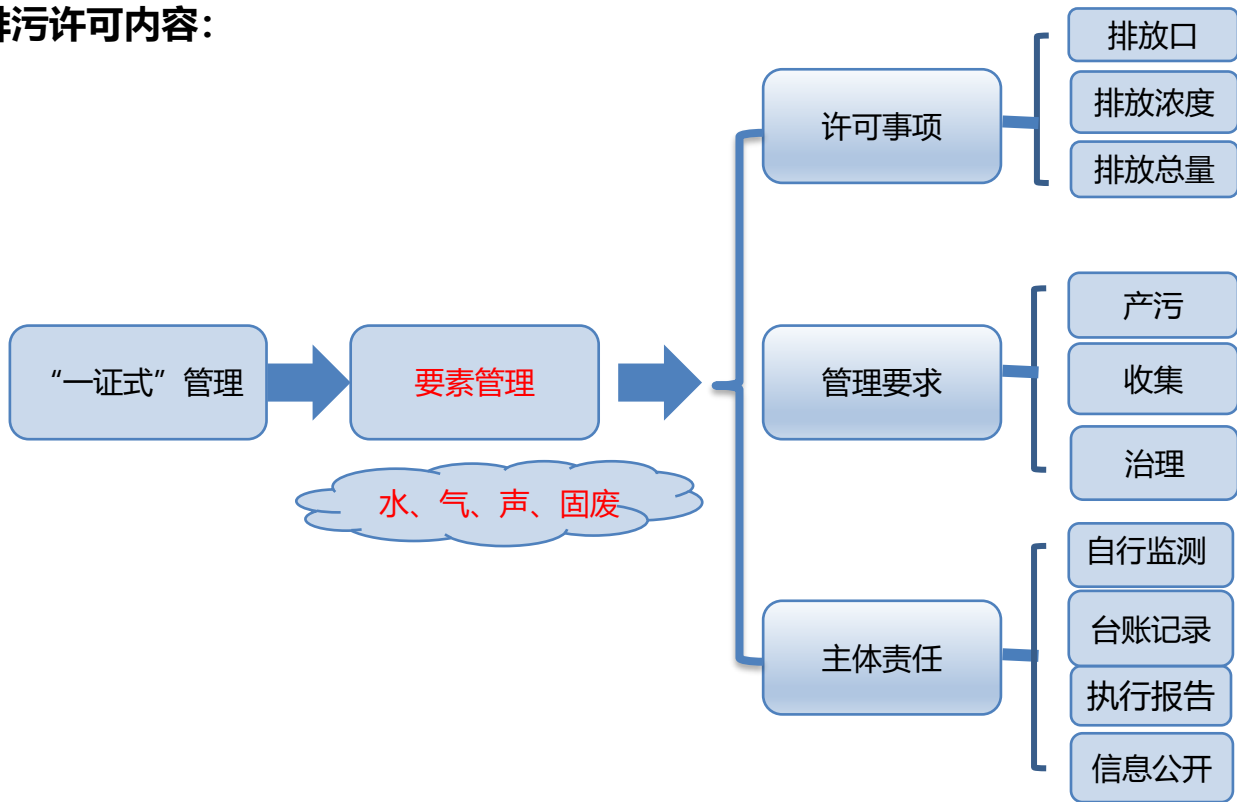 排污许可内容：
排放口
排放浓度
排放总量
许可事项
“一证式”管理
要素管理
水、气、声、固废
管理要求
产污
收集
治理
主体责任
自行监测
台账记录
执行报告
信息公开